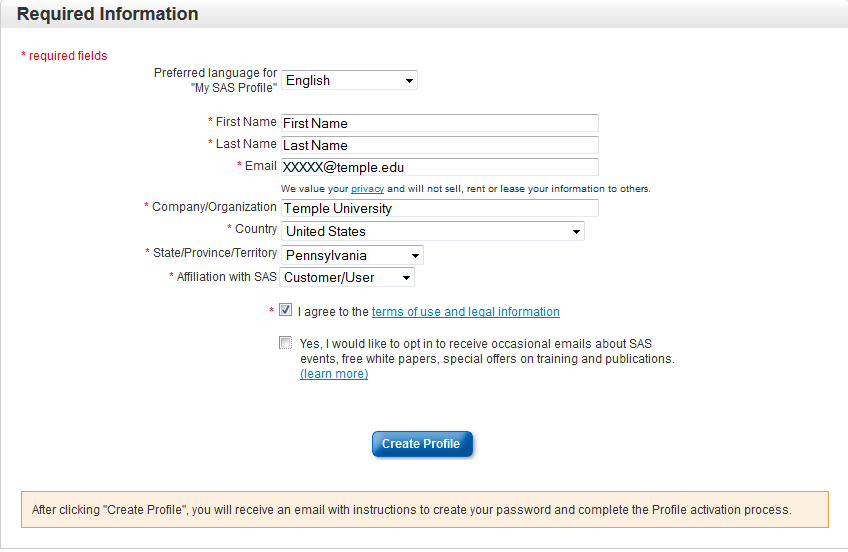 Required Information
* required fields
Preferred language for
"My SAS Profile"
English
* First Name First Name
* Last Name Last Name
* Email XXXXX@temple.edu
We value your privacy and will not sell, rent or lease your information to others.
* Company/Organization Temple University
* Country United States
* State/Province/Territory Pennsylvania
* Affiliation with SAS Customer/User
* I agree to the terms of use and legal information
Yes, I would like to opt in to receive occasional emails about SAS
events, free white papers, special offers on training and publications.
(learn more)
Create Profile
After clicking "Create Profile", you will receive an email with instructions to create your password and complete the Profile activation process.